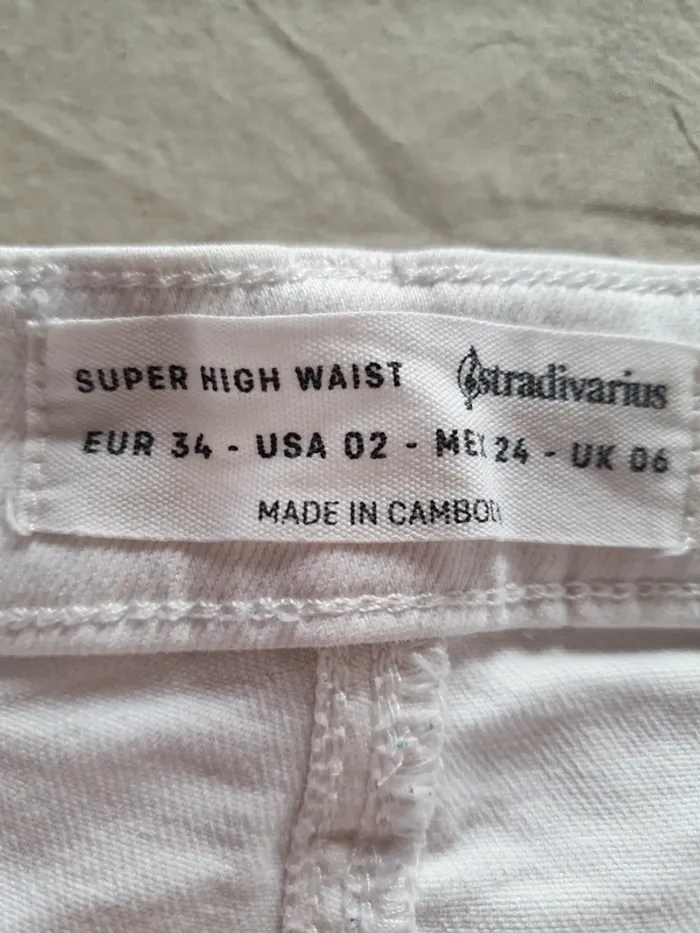 SUPER HIGH WAIST stradivarius
EUR 34 - USA 02 - MEX 24 - UK 06
MADE IN